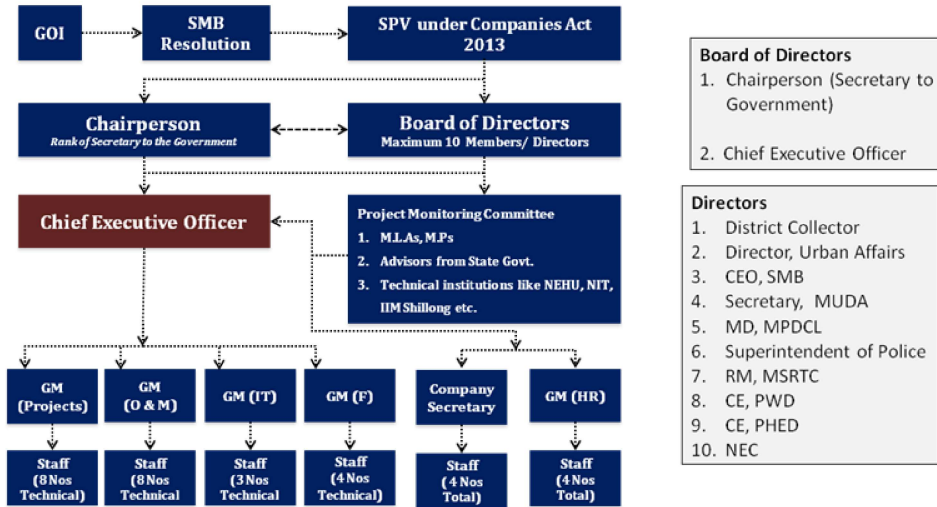 GOI
SMB
Resolution
SPV under Companies Act
2013
Chairperson
Rank of Secretary to the Government
Board of Directors
Maximum 10 Members/ Directors
Chief Executive Officer
Project Monitoring Committee
1. M.L.As, M.Ps
2. Advisors from State Govt.
3. Technical institutions like NEHU, NIT,
IIM Shillong etc.
GM
(Projects)
GM
(O & M)
GM (IT)
GM (F)
Company
Secretary
GM (HR)
Staff
(8 Nos
Technical)
Staff
(8 Nos
Technical
Staff
(3 Nos
Technical
Staff
(4 Nos
Technical)
Staff
(4 Nos
Total)
Staff
(4 Nos
Total)
Board of Directors
1. Chairperson (Secretary to
Government)
2. Chief Executive Officer
Directors
1. District Collector
2. Director, Urban Affairs
3. CEO, SMB
4. Secretary, MUDA
5. MD, MPDCL
6. Superintendent of Police
7. RM, MSRTC
8. CE, PWD
9. CE, PHED
10. NEC